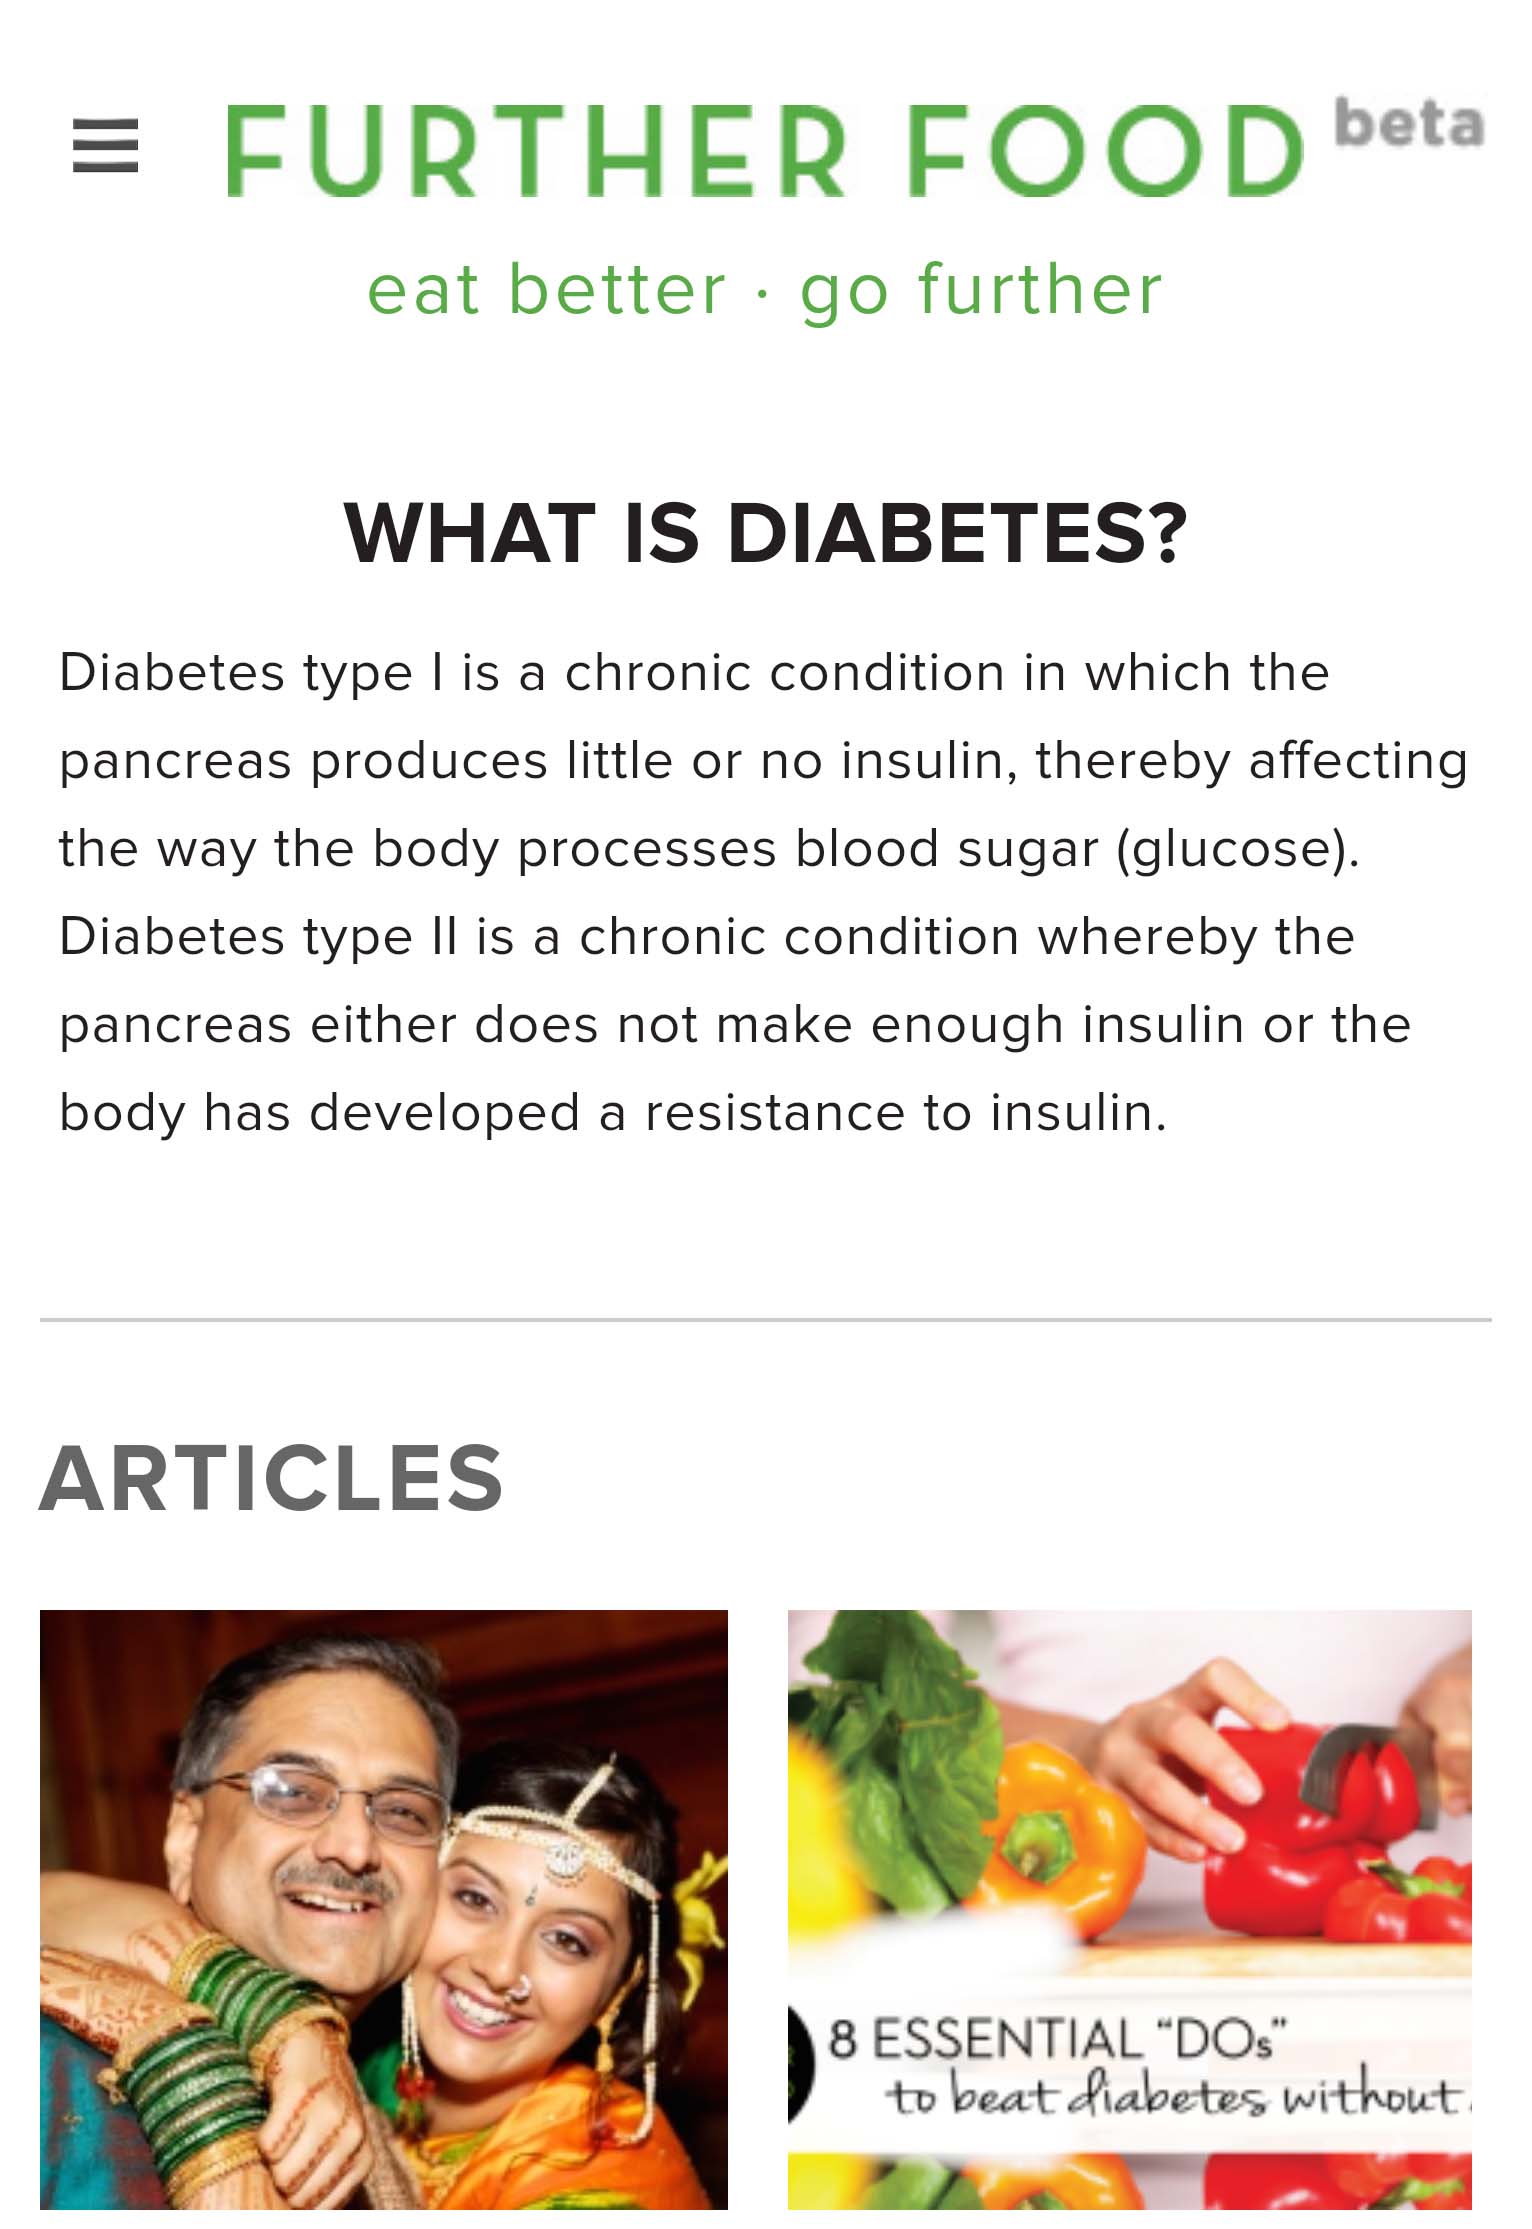 FURTHER FOOD beta
eat better · go further
WHAT IS DIABETES?
Diabetes type I is a chronic condition in which the
pancreas produces little or no insulin, thereby affecting
the way the body processes blood sugar (glucose).
Diabetes type II is a chronic condition whereby the
pancreas either does not make enough insulin or the
body has developed a resistance to insulin.
ARTICLES
8 ESSENTIAL “DOs”
to beat diabetes without